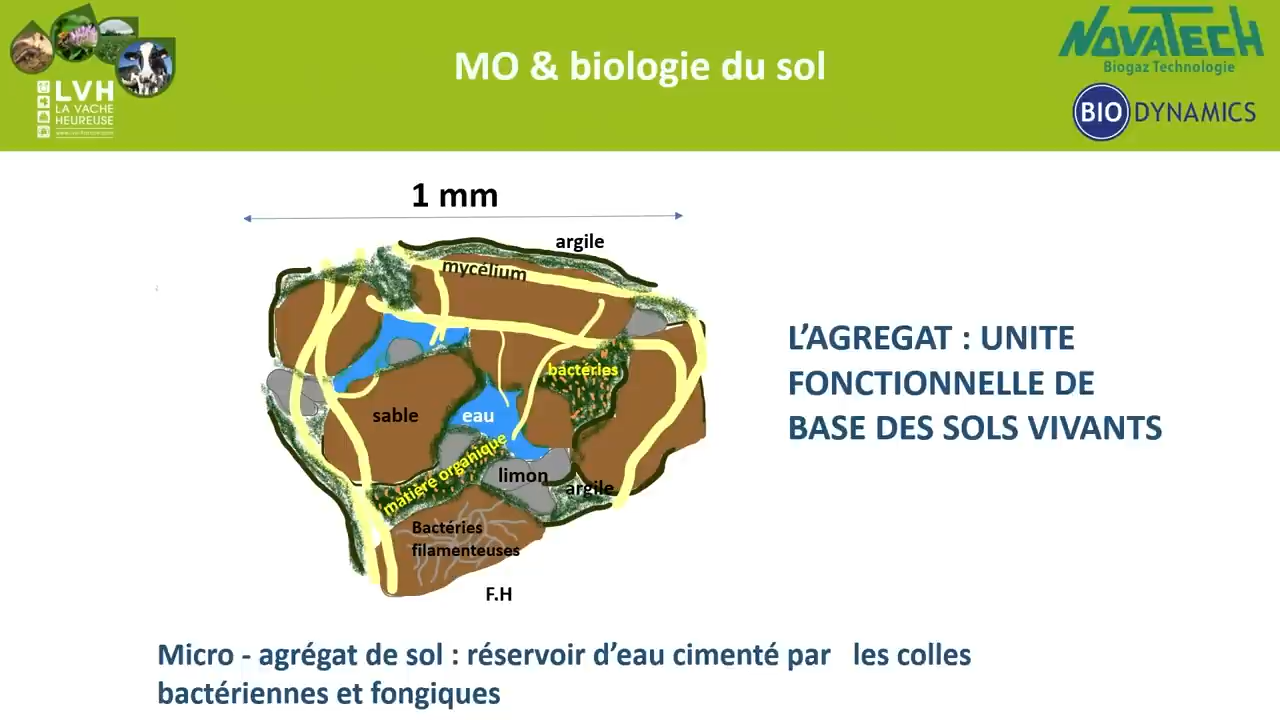 MO & biologie du sol
LVH
LA VACHE
HEUREUSE
NOVATECH
Biogaz Technologie
BIO DYNAMICS
1 mm
argile
mycélium
bactéries
sable
eau
matière organique
limon
argile
Bactéries
filamenteuses
F.H
L’AGREGAT : UNITE
FONCTIONNELLE DE
BASE DES SOLS VIVANTS
Micro - agrégat de sol : réservoir d’eau cimenté par les colles
bactériennes et fongiques